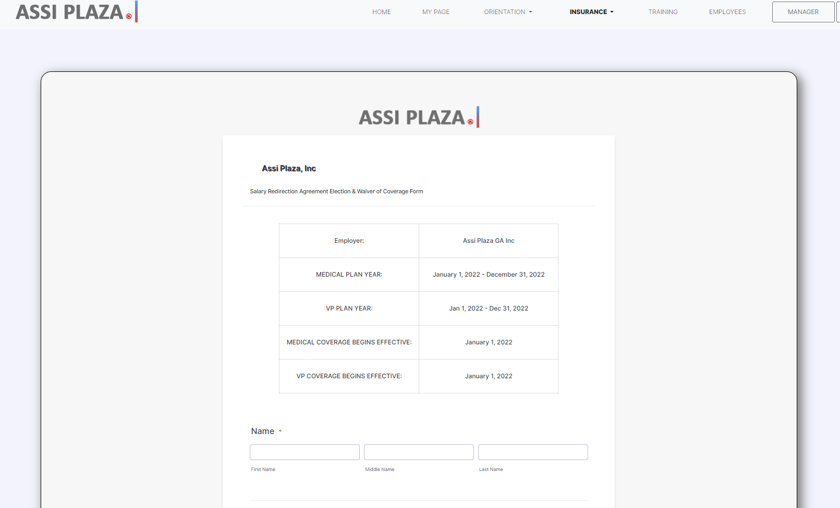 ASSI PLAZA.®
HOME
MY PAGE
ORIENTATION
INSURANCE
TRAINING
EMPLOYEES
MANAGER
ASSI PLAZA.®
Assi Plaza, Inc
Salary Redirection Agreement Election & Waiver of Coverage Form
Employer: Assi Plaza GA Inc
MEDICAL PLAN YEAR: January 1, 2022 - December 31, 2022
VP PLAN YEAR: Jan 1, 2022 - Dec 31, 2022
MEDICAL COVERAGE BEGINS EFFECTIVE: January 1, 2022
VP COVERAGE BEGINS EFFECTIVE: January 1, 2022
Name *
First Name
Middle Name
Last Name